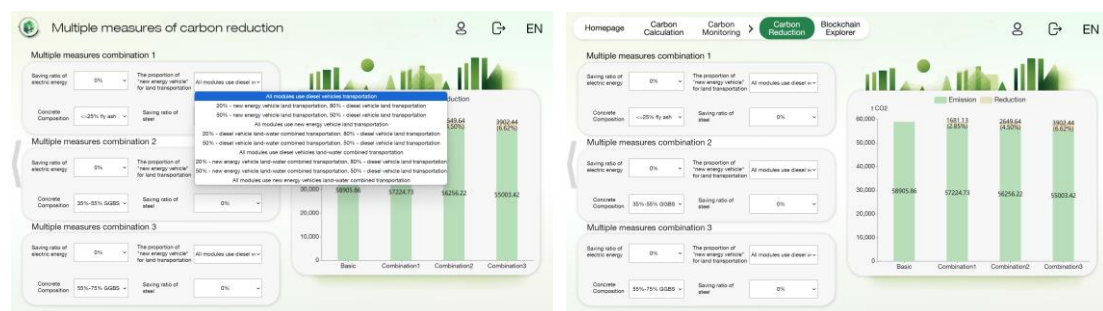 Multiple measures of carbon reduction
EN
Multiple measures combination 1
Saving ratio of electric energy
0%
The proportion of "new energy vehicle" for land transportation
All modules use diesel
Concrete Composition
<=25% fly ash
Saving ratio of steel
All modules use diesel vehicles transportation
20% - new energy vehicle land transportation, 80% - diesel vehicle land transportation
50% - new energy vehicle land transportation, 50% - diesel vehicle land transportation
All modules use new energy vehicle land transportation
20% - diesel vehicle land-water combined transportation, 80% - diesel vehicle land transportation
50% - diesel vehicle land-water combined transportation, 50% - diesel vehicle land transportation
All modules use diesel vehicle land-water combined transportation
20% - new energy vehicle land-water combined transportation, 80% - diesel vehicle land transportation
50% - new energy vehicle land-water combined transportation, 50% - diesel vehicle land transportation
All modules use new energy vehicles land-water combined transportation
Multiple measures combination 2
Saving ratio of electric energy
0%
The proportion of "new energy vehicle" for land transportation
Concrete Composition
35%-55% GGBS
Saving ratio of steel
0%
Multiple measures combination 3
Saving ratio of electric energy
0%
The proportion of "new energy vehicle" for land transportation
All modules use diesel
Concrete Composition
55%-75% GGBS
Saving ratio of steel
0%
3902.44
(6.62%)
30,000
58905.86
57224.73
56256.22
55003.42
20,000
10,000
0
Basic
Combination1
Combination2
Combination3
Homepage
Carbon Calculation
Carbon Monitoring
>
Carbon Reduction
Blockchain Explorer
EN
Multiple measures combination 1
Saving ratio of electric energy
0%
The proportion of "new energy vehicle" for land transportation
All modules use diesel
Concrete Composition
<=25% fly ash
Saving ratio of steel
0%
Multiple measures combination 2
Saving ratio of electric energy
0%
The proportion of "new energy vehicle" for land transportation
All modules use diesel
Concrete Composition
35%-55% GGBS
Saving ratio of steel
0%
Multiple measures combination 3
Saving ratio of electric energy
0%
The proportion of "new energy vehicle" for land transportation
All modules use diesel
Concrete Composition
55%-75% GGBS
Saving ratio of steel
0%
Emission
Reduction
t CO2
60,000
50,000
40,000
30,000
20,000
10,000
0
1681.13
(2.85%)
2649.64
(4.50%)
3902.44
(6.62%)
58905.86
57224.73
56256.22
55003.42
Basic
Combination1
Combination2
Combination3